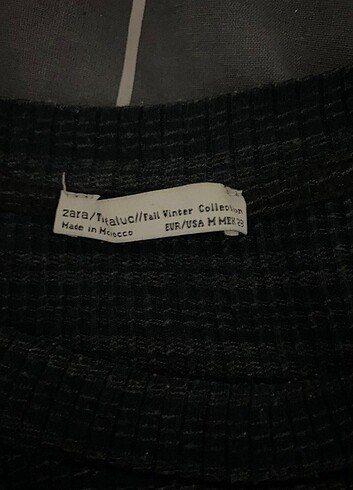 zara/Trafaluc//Fall Winter Collection
Made in Morocco EUR/USA M MEX 28